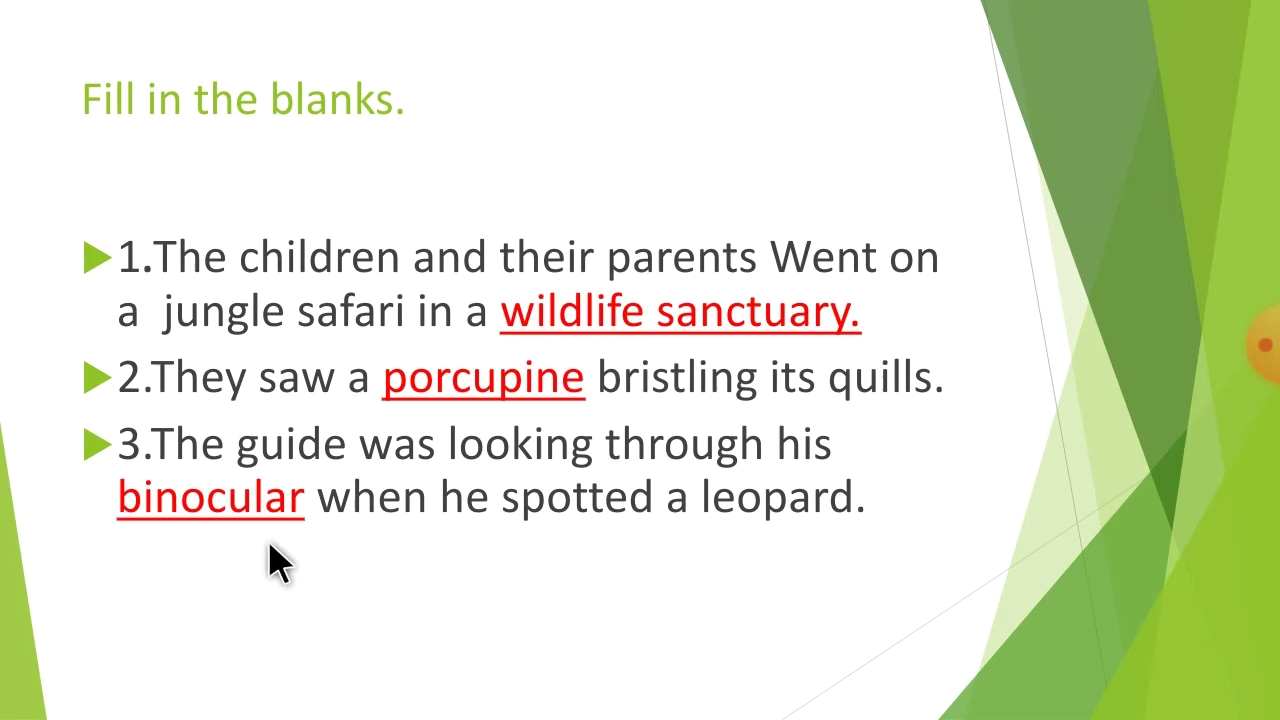 Fill in the blanks.
1.The children and their parents Went on
a  jungle safari in a wildlife sanctuary.
2.They saw a porcupine bristling its quills.
3.The guide was looking through his
binocular when he spotted a leopard.